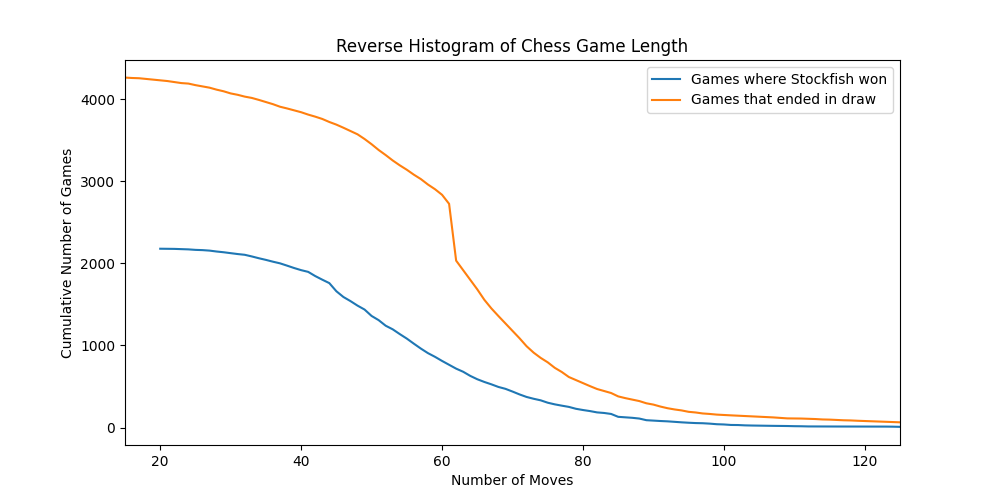 Reverse Histogram of Chess Game Length
Games where Stockfish won
Games that ended in draw
Cumulative Number of Games
4000
3000
2000
1000
0
20 40 60 80 100 120
Number of Moves